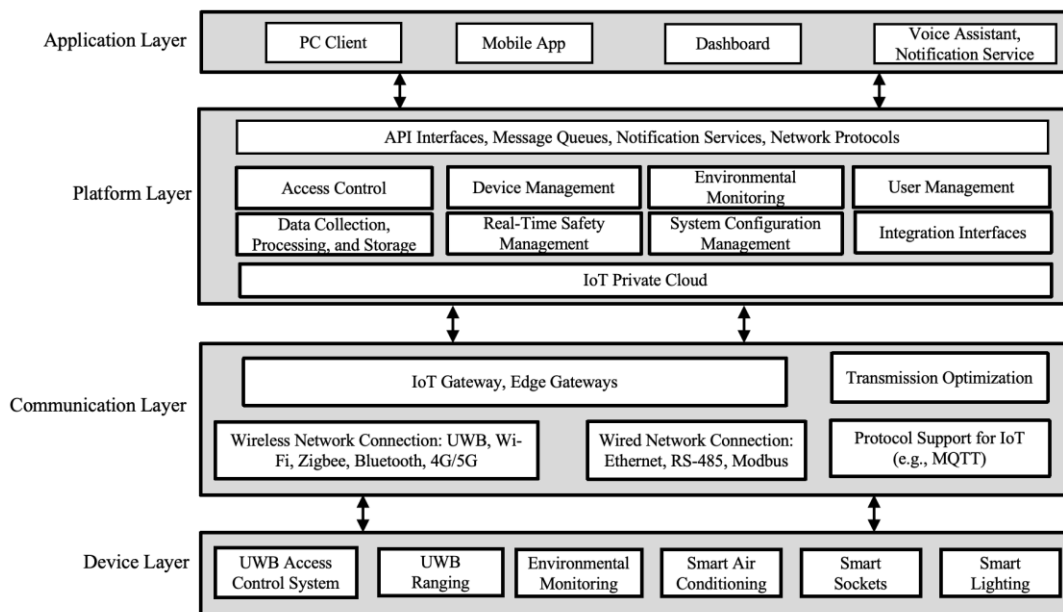 Application Layer
PC Client
Mobile App
Dashboard
Voice Assistant,
Notification Service
Platform Layer
API Interfaces, Message Queues, Notification Services, Network Protocols
Access Control
Device Management
Environmental
Monitoring
User Management
Data Collection,
Processing, and Storage
Real-Time Safety
Management
System Configuration
Management
Integration Interfaces
IoT Private Cloud
Communication Layer
IoT Gateway, Edge Gateways
Transmission Optimization
Wireless Network Connection: UWB, Wi-
Fi, Zigbee, Bluetooth, 4G/5G
Wired Network Connection:
Ethernet, RS-485, Modbus
Protocol Support for IoT
(e.g., MQTT)
Device Layer
UWB Access
Control System
UWB
Ranging
Environmental
Monitoring
Smart Air
Conditioning
Smart
Sockets
Smart
Lighting